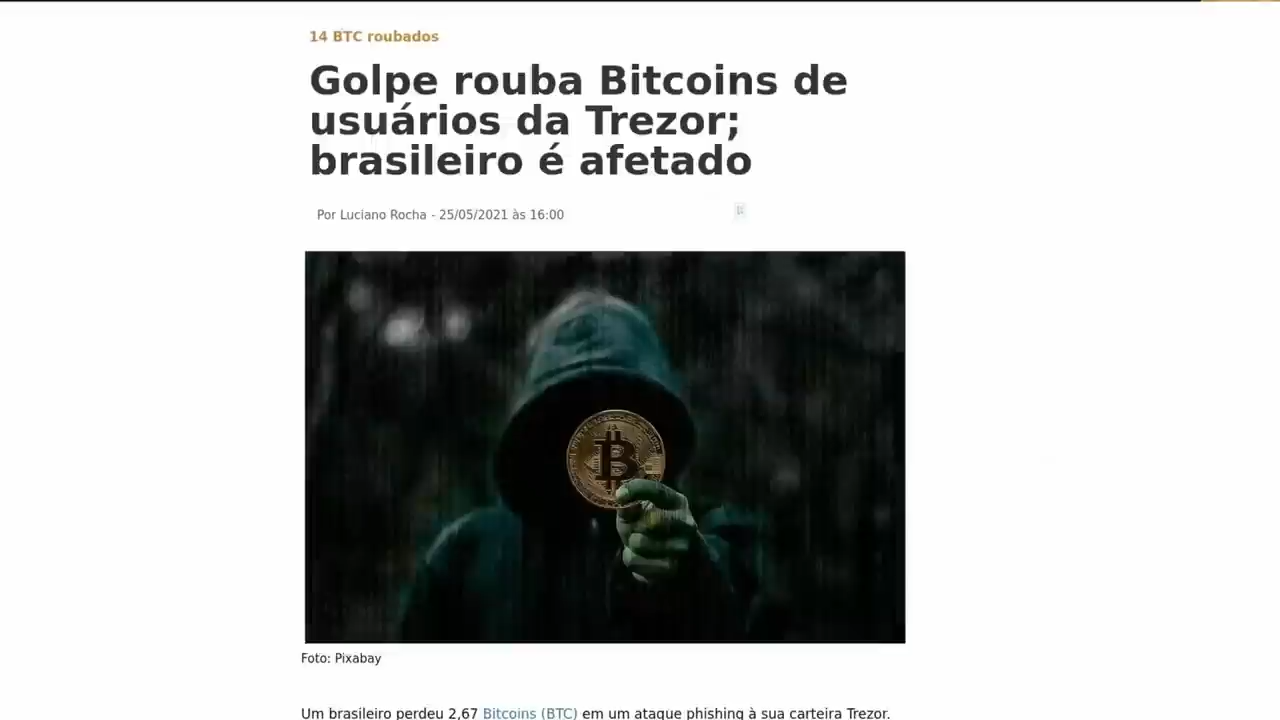 14 BTC roubados
Golpe rouba Bitcoins de
usuários da Trezor;
brasileiro é afetado
Por Luciano Rocha - 25/05/2021 às 16:00
Foto: Pixabay
Um brasileiro perdeu 2,67 Bitcoins (BTC) em um ataque phishing à sua carteira Trezor.